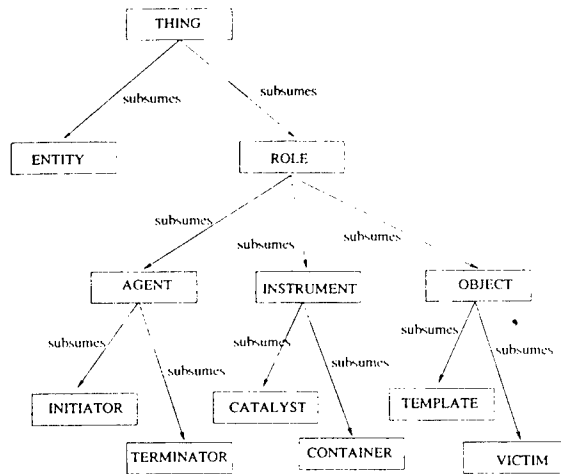 THING
subsumes
subsumes
ENTITY
ROLE
subsumes
subsumes
subsumes
AGENT
INSTRUMENT
OBJECT
subsumes
subsumes
subsumes
subsumes
subsumes
subsumes
INITIATOR
CATALYST
TEMPLATE
TERMINATOR
CONTAINER
VICTIM